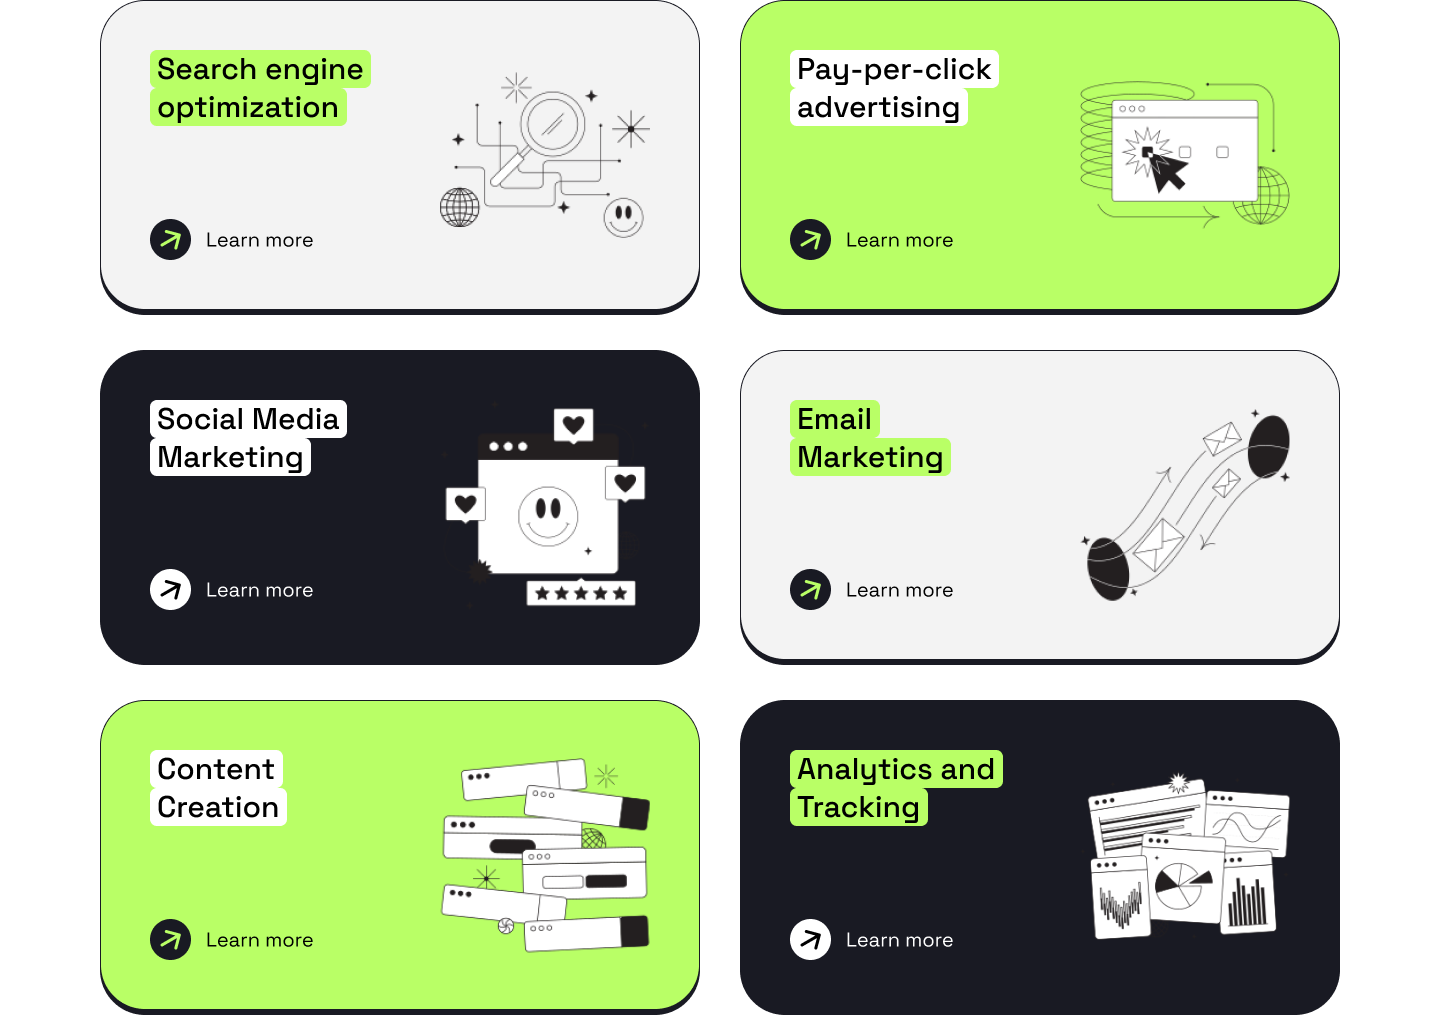 Search engine
optimization
Learn more
Pay-per-click
advertising
Learn more
Social Media
Marketing
Learn more
Email
Marketing
Learn more
Content
Creation
Learn more
Analytics and
Tracking
Learn more